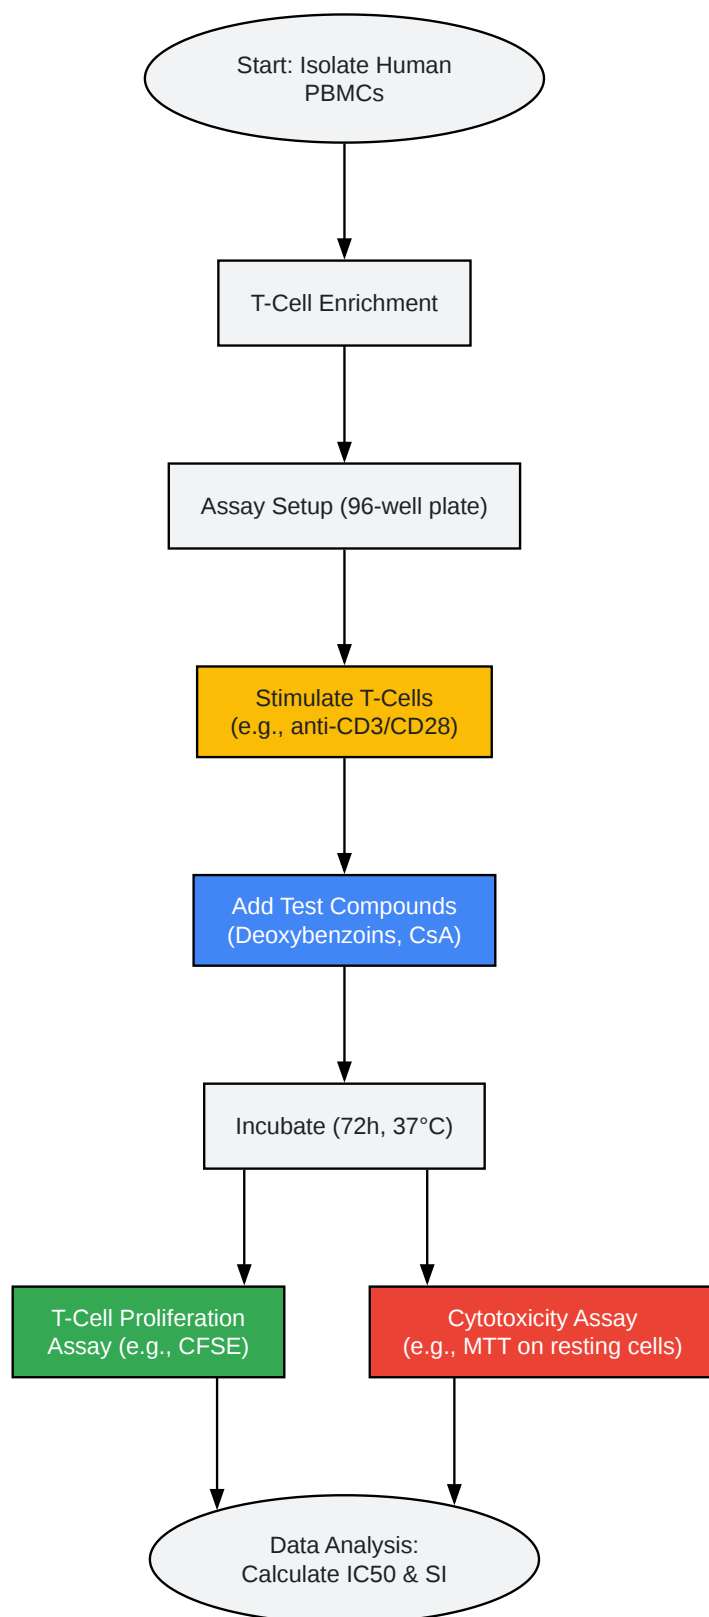 Start: Isolate Human
PBMCs
T-Cell Enrichment
Assay Setup (96-well plate)
Stimulate T-Cells
(e.g., anti-CD3/CD28)
Add Test Compounds
(Deoxybenzoins, CsA)
Incubate (72h, 37°C)
T-Cell Proliferation
Assay (e.g., CFSE)
Cytotoxicity Assay
(e.g., MTT on resting cells)
Data Analysis:
Calculate IC50 & SI